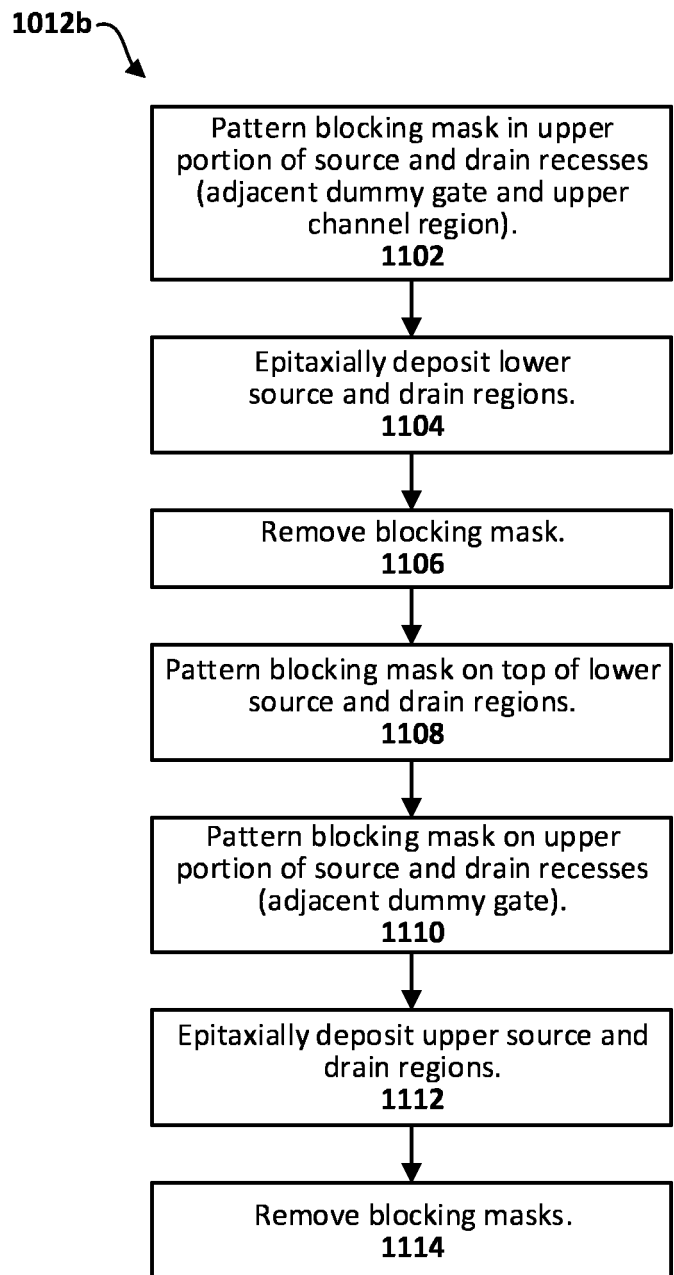 1012b
Pattern blocking mask in upper
portion of source and drain recesses
(adjacent dummy gate and upper
channel region).
1102
Epitaxially deposit lower
source and drain regions.
1104
Remove blocking mask.
1106
Pattern blocking mask on top of lower
source and drain regions.
1108
Pattern blocking mask on upper
portion of source and drain recesses
(adjacent dummy gate).
1110
Epitaxially deposit upper source and
drain regions.
1112
Remove blocking masks.
1114